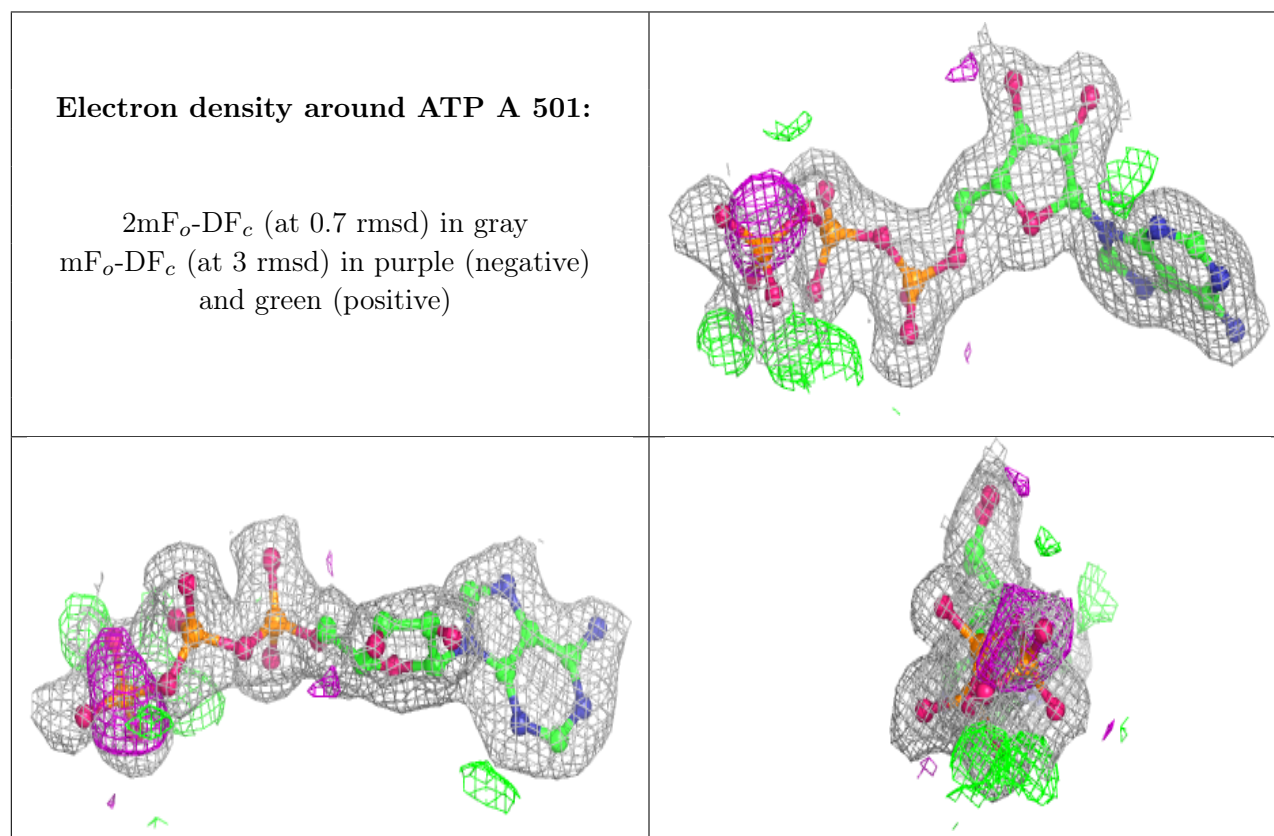 Electron density around ATP A 501:
2mFₒ-DF𝒸 (at 0.7 rmsd) in gray
mFₒ-DF𝒸 (at 3 rmsd) in purple (negative)
and green (positive)